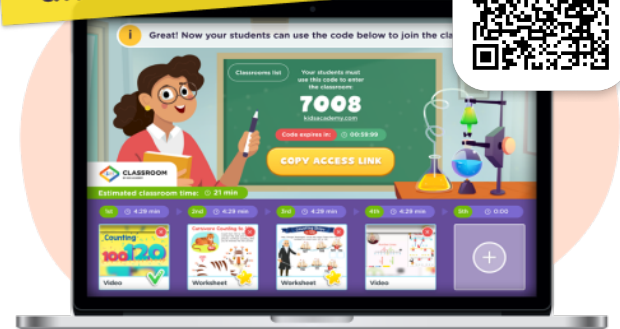 i
Great! Now your students can use the code below to join the cla
Classrooms list
Your students must
use this code to enter
the classroom:
7008
kidsacademy.com
Code expires in: 00:59:99
COPY ACCESS LINK
CLASSROOM
Estimated classroom time: 21 min
1st 4.29 min
2nd 4.29 min
3rd 4.29 min
4th 4.29 min
5th 0:00
Counting
100 120
Video
Worksheet
Worksheet
Video